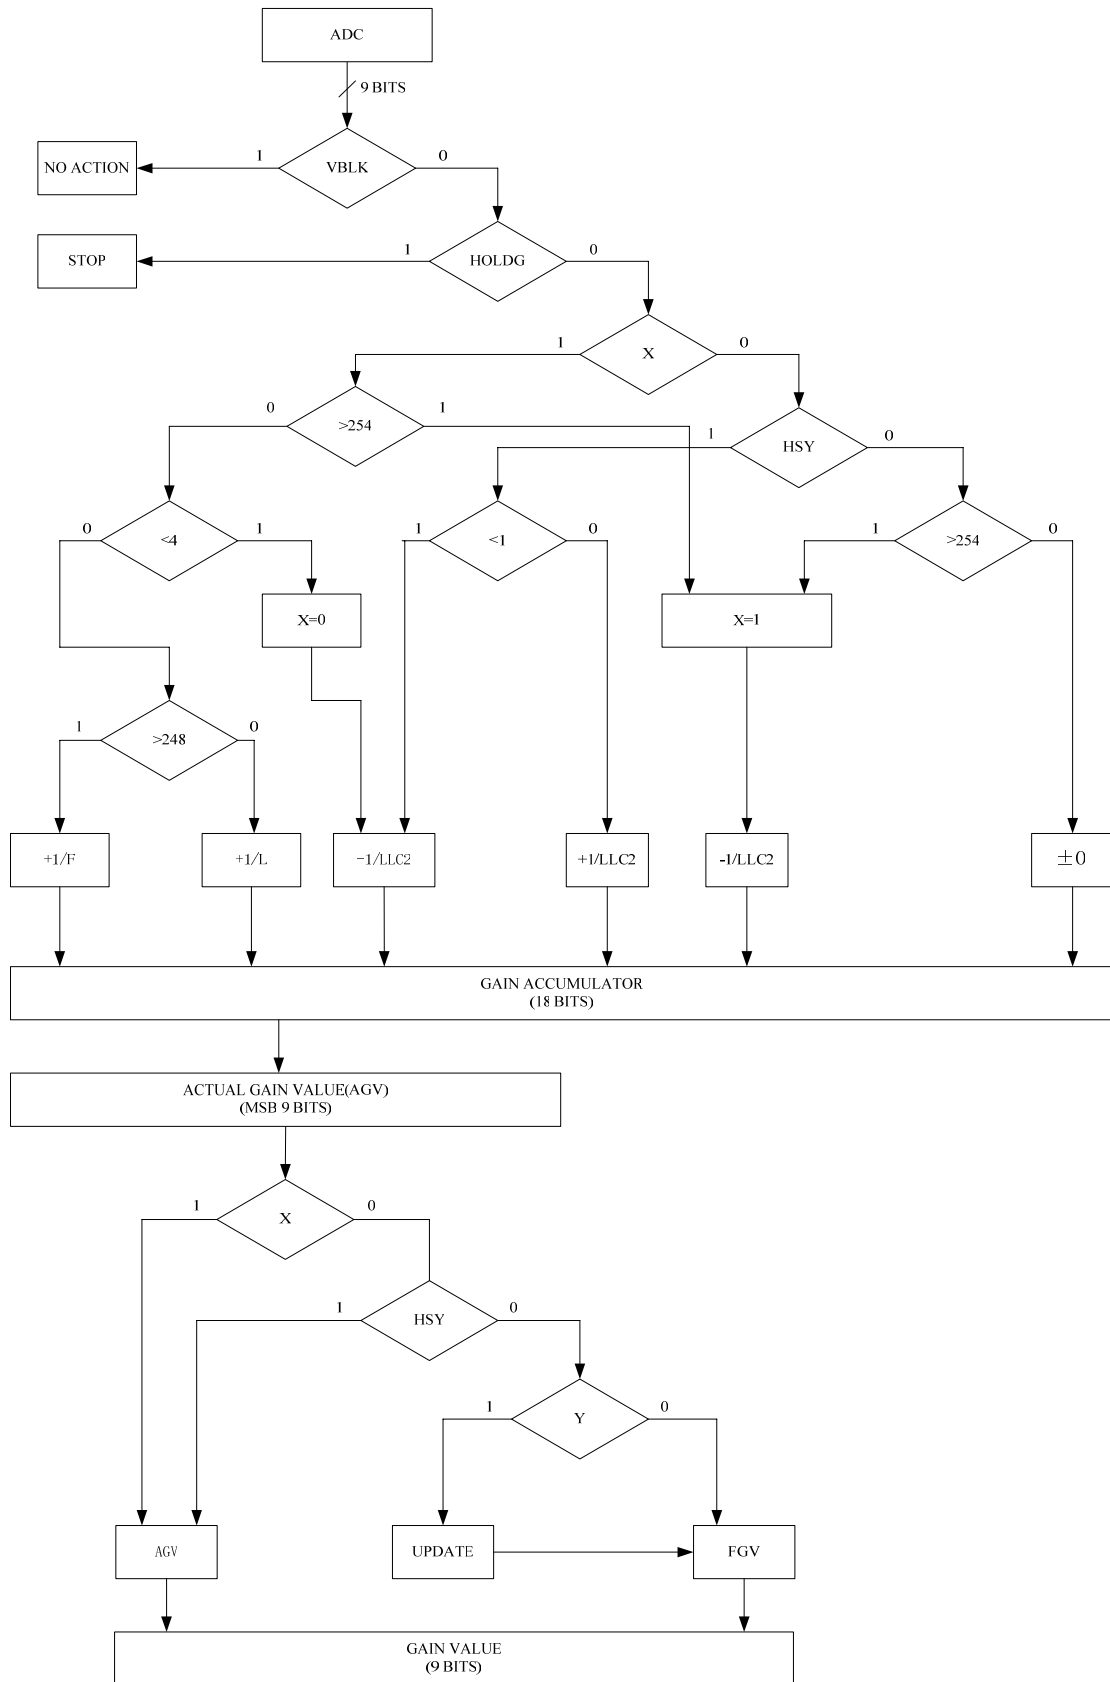 ADC
9 BITS
1
VBLK
0
NO ACTION
1
HOLDG
0
STOP
1
X
0
0
>254
1
1
HSY
0
0
<4
1
1
<1
0
1
>254
0
X=0
X=1
1
>248
0
+1/F
+1/L
-1/LLC2
+1/LLC2
-1/LLC2
±0
GAIN ACCUMULATOR
(18 BITS)
ACTUAL GAIN VALUE(AGV)
(MSB 9 BITS)
1
X
0
1
HSY
0
1
Y
0
AGV
UPDATE
FGV
GAIN VALUE
(9 BITS)